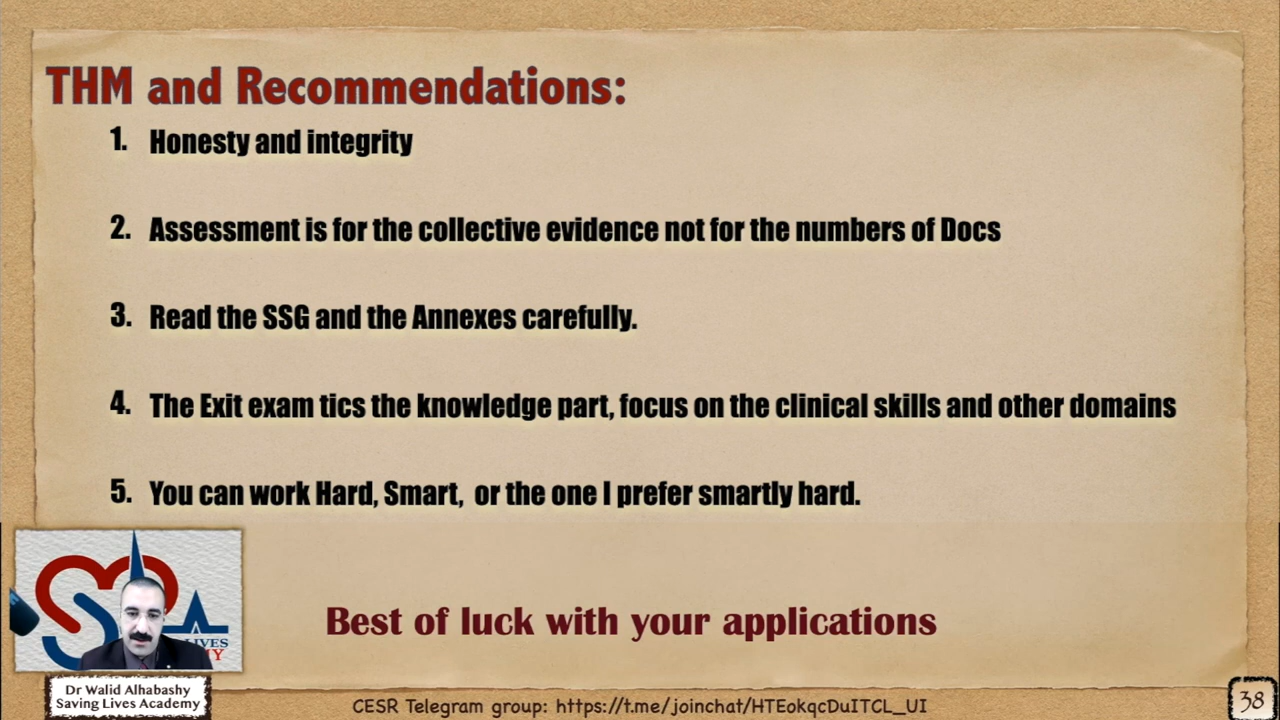 THM and Recommendations:
1. Honesty and integrity
2. Assessment is for the collective evidence not for the numbers of Docs
3. Read the SSG and the Annexes carefully.
4. The Exit exam tics the knowledge part, focus on the clinical skills and other domains
5. You can work Hard, Smart, or the one I prefer smartly hard.
Best of luck with your applications
Dr Walid Alhabashy
Saving Lives Academy
CESR Telegram group: https://t.me/joinchat/HTEokqcDuITCL_UI
38